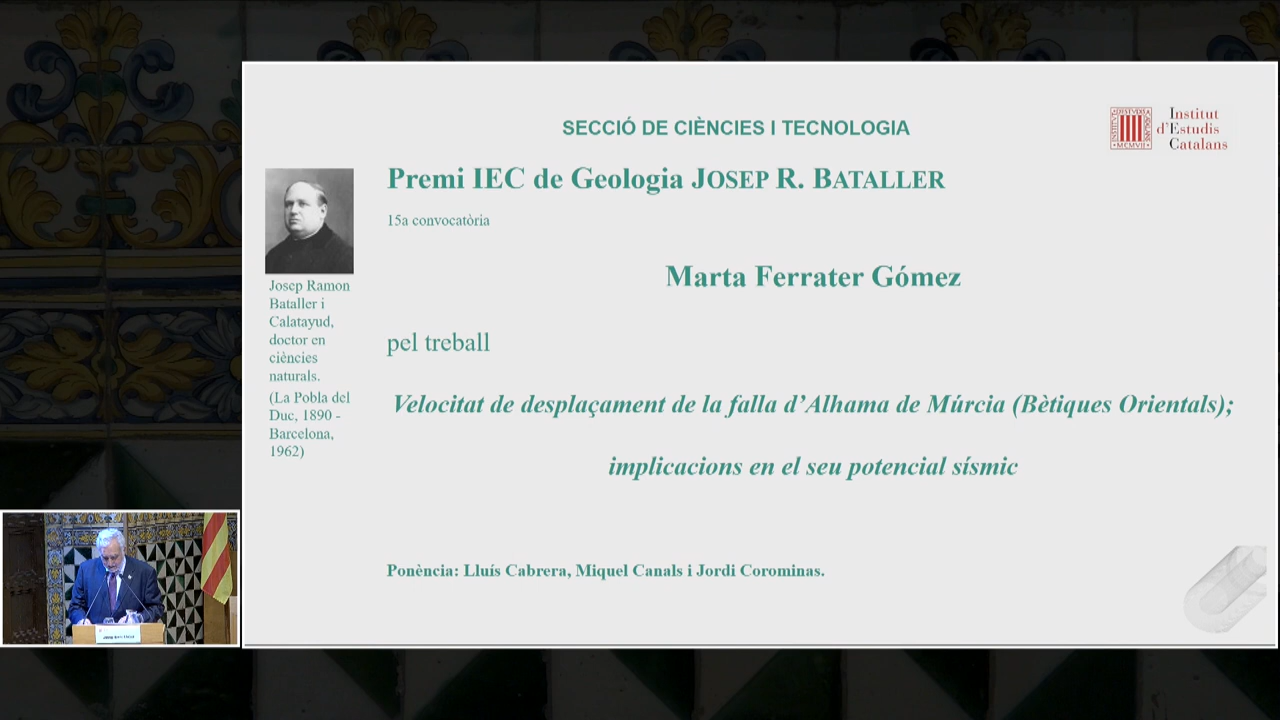 SECCIÓ DE CIÈNCIES I TECNOLOGIA
Institut
d'Estudis
Catalans
Premi IEC de Geologia JOSEP R. BATALLER
15a convocatòria
Marta Ferrater Gómez
pel treball
Velocitat de desplaçament de la falla d’Alhama de Múrcia (Bètiques Orientals);
implicacions en el seu potencial sísmic
Ponència: Lluís Cabrera, Miquel Canals i Jordi Corominas.
Josep Ramon
Bataller i
Calatayud,
doctor en
ciències
naturals.
(La Pobla del
Duc, 1890 -
Barcelona,
1962)